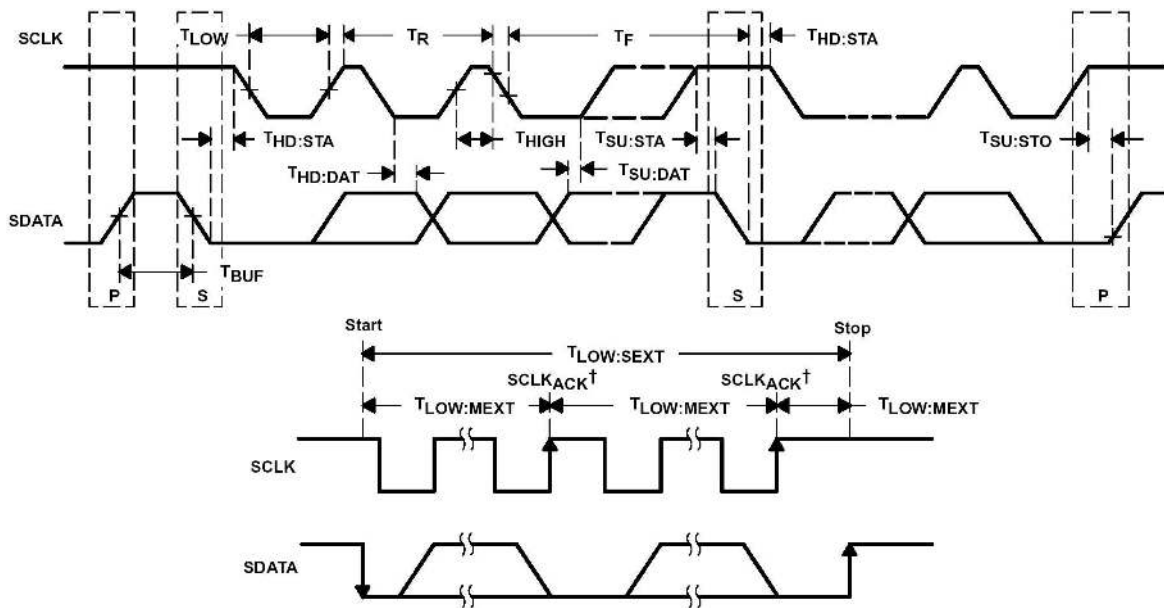 SCLK
TLOW
TR
TF
THD:STA
THD:STA
THIGH
TSU:STA
TSU:STO
THD:DAT
TSU:DAT
SDATA
TBUF
P
S
S
P
Start
Stop
TLOW:SEXT
SCLKACK†
SCLKACK†
TLOW:MEXT
TLOW:MEXT
TLOW:MEXT
SCLK
SDATA